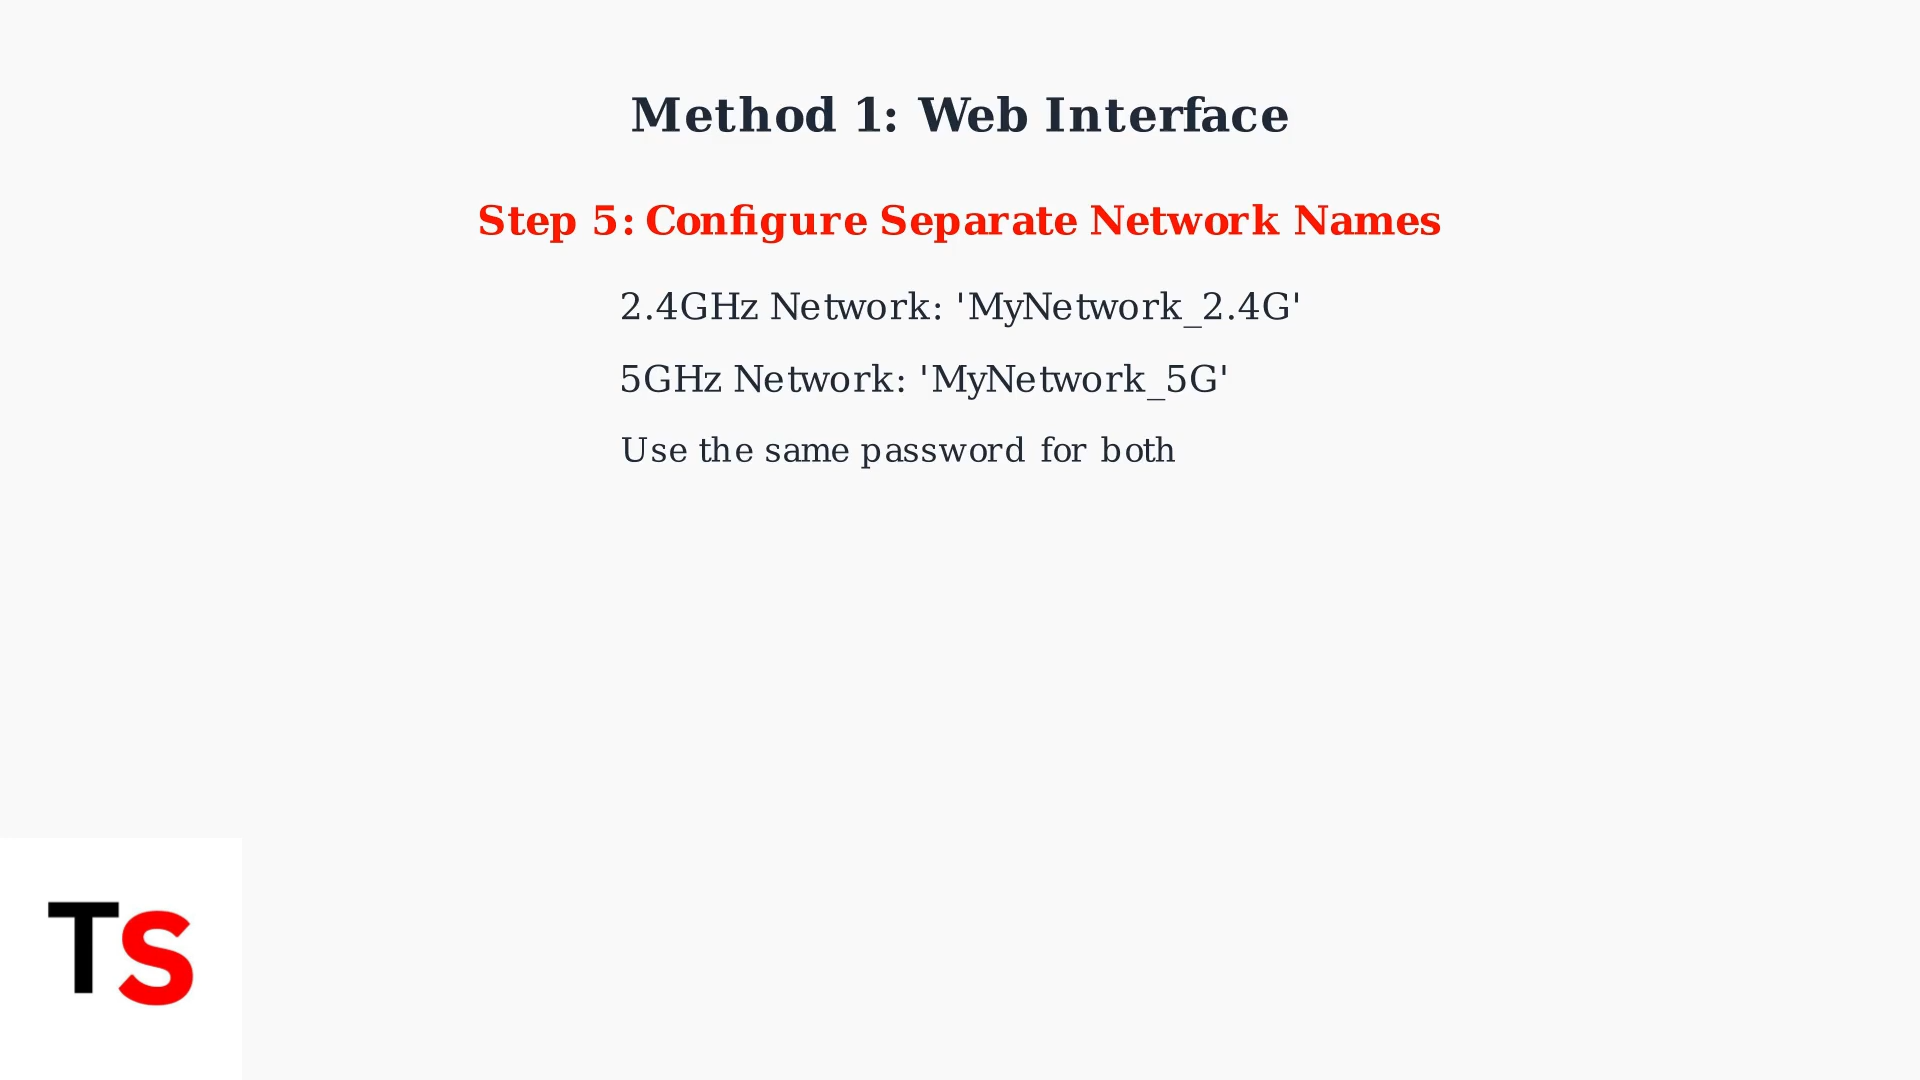 Method 1: Web Interface
Step 5: Configure Separate Network Names
2.4GHz Network: 'MyNetwork_2.4G'
5GHz Network: 'MyNetwork_5G'
Use the same password for both
TS